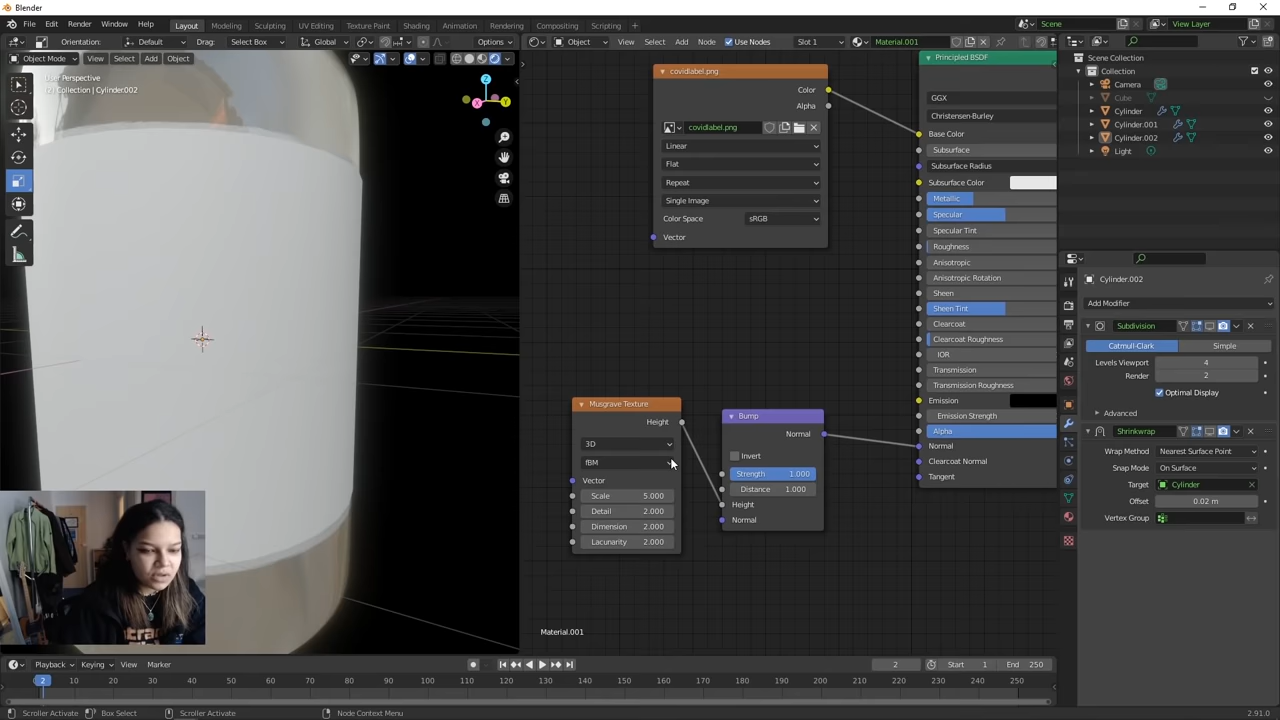 Blender
File Edit Render Window Help Layout Modeling Sculpting UV Editing Texture Paint Shading Animation Rendering Compositing Scripting + Scene View Layer
Orientation: Default Drag: Select Box Global Options
Object Mode View Select Add Object
User Perspective
(2) Collection | Cylinder.002
Z
X
Y
Object View Select Add Node Use Nodes Slot 1 Material.001
covidlabel.png
Color
Alpha
covidlabel.png
Linear
Flat
Repeat
Single Image
Color Space sRGB
Vector
Musgrave Texture
Height
3D
fBM
Vector
Scale 5.000
Detail 2.000
Dimension 2.000
Lacunarity 2.000
Bump
Normal
Invert
Strength 1.000
Distance 1.000
Height
Normal
Principled BSDF
GGX
Christensen-Burley
Base Color
Subsurface
Subsurface Radius
Subsurface Color
Metallic
Specular
Specular Tint
Roughness
Anisotropic
Anisotropic Rotation
Sheen
Sheen Tint
Clearcoat
Clearcoat Roughness
IOR
Transmission
Transmission Roughness
Emission
Emission Strength
Alpha
Normal
Clearcoat Normal
Tangent
Material.001
Scene Collection
Collection
Camera
Cube
Cylinder
Cylinder.001
Cylinder.002
Light
Cylinder.002
Add Modifier
Subdivision
Catmull-Clark Simple
Levels Viewport 4
Render 2
Optimal Display
Advanced
Shrinkwrap
Wrap Method Nearest Surface Point
Snap Mode On Surface
Target Cylinder
Offset 0.02 m
Vertex Group
Playback Keying View Marker 2 Start 1 End 250
2 10 20 30 40 50 60 70 80 90 100 110 120 130 140 150 160 170 180 190 200 210 220 230 240 250
Scroller Activate Box Select Scroller Activate Node Context Menu 2.91.0